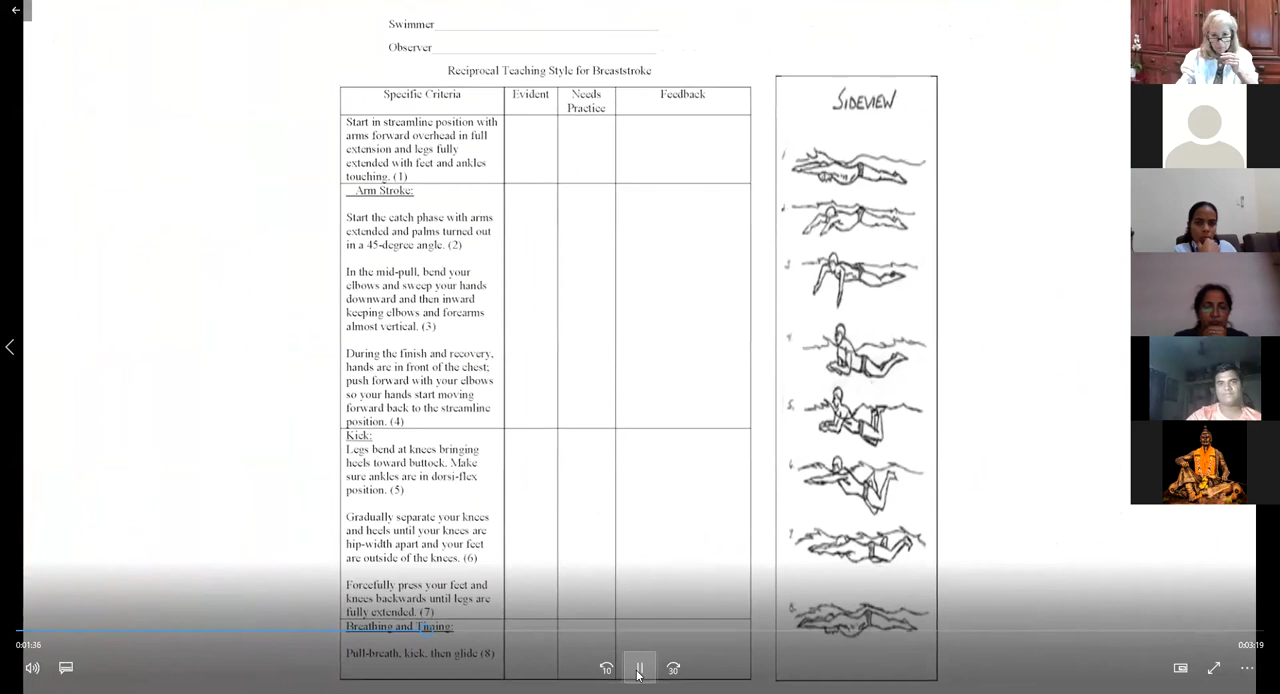 Swimmer
Observer
Reciprocal Teaching Style for Breaststroke
Specific Criteria
Evident
Needs
Practice
Feedback
Start in streamline position with
arms forward overhead in full
extension and legs fully
extended with feet and ankles
touching. (1)
Arm Stroke:
Start the catch phase with arms
extended and palms turned out
in a 45-degree angle. (2)
In the mid-pull, bend your
elbows and sweep your hands
downward and then inward
keeping elbows and forearms
almost vertical. (3)
During the finish and recovery,
hands are in front of the chest;
push forward with your elbows
so your hands start moving
forward back to the streamline
position. (4)
Kick:
Legs bend at knees bringing
heels toward buttock. Make
sure ankles are in dorsi-flex
position. (5)
Gradually separate your knees
and heels until your knees are
hip-width apart and your feet
are outside of the knees. (6)
Forcefully press your feet and
knees backwards until legs are
fully extended. (7)
Breathing and Timing:
Pull-breath, kick, then glide (8)
SIDEVIEW
1
4
5.
6
7
8
0:01:36
0:03:19
10
30